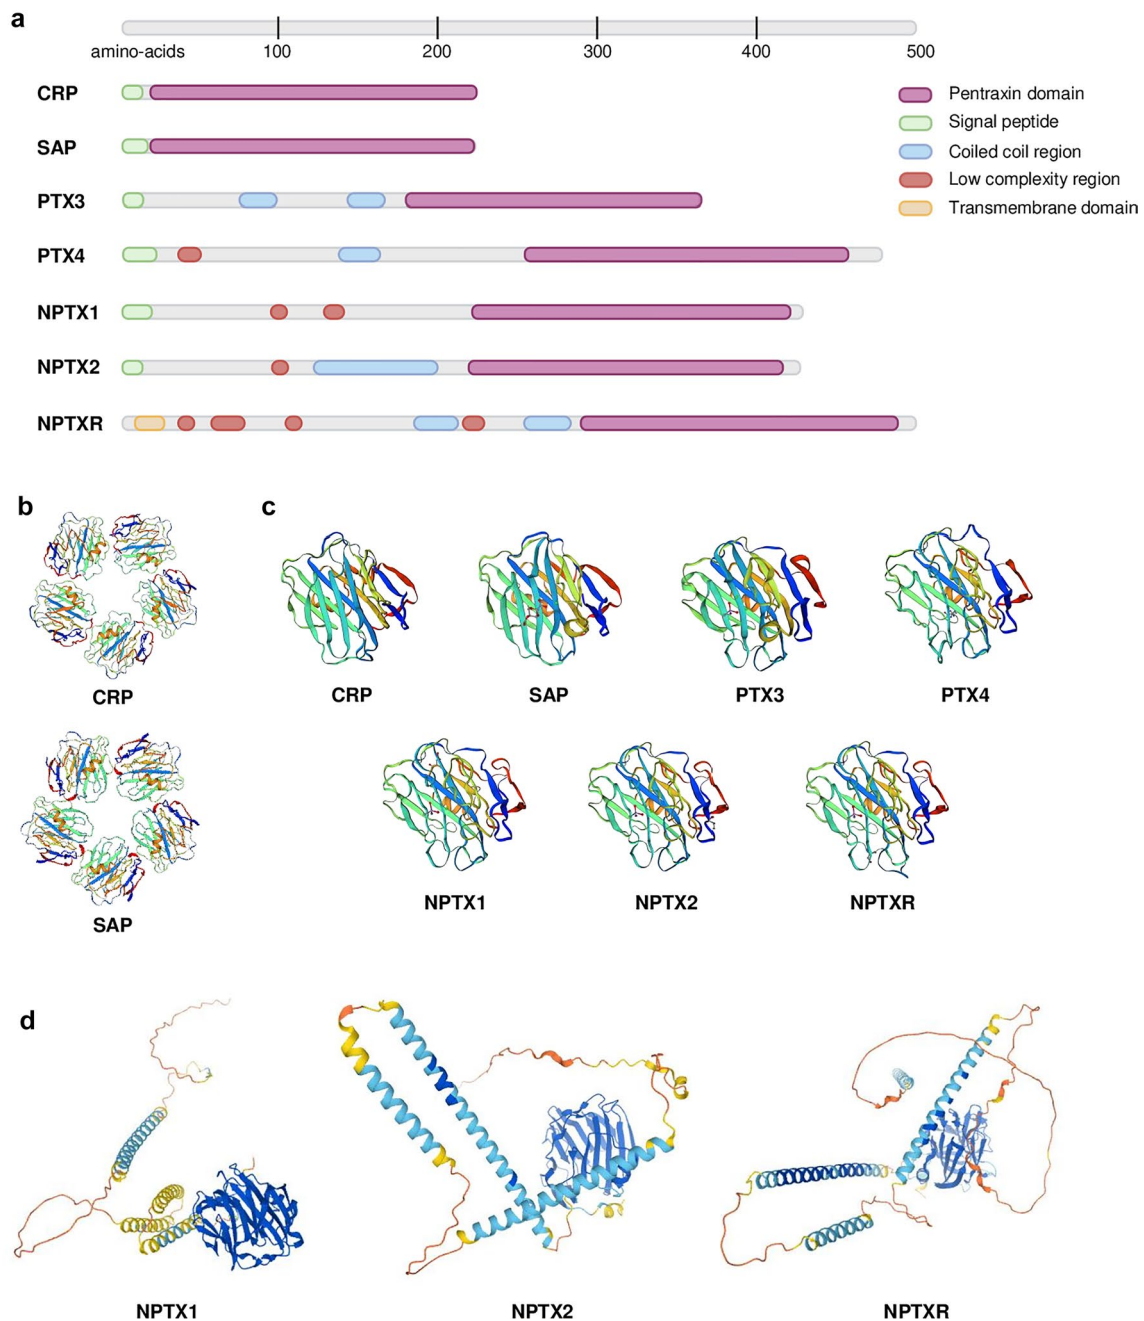 a
amino-acids 100 200 300 400 500
CRP
SAP
PTX3
PTX4
NPTX1
NPTX2
NPTXR
Pentraxin domain
Signal peptide
Coiled coil region
Low complexity region
Transmembrane domain
b
CRP
SAP
c
CRP SAP PTX3 PTX4
NPTX1 NPTX2 NPTXR
d
NPTX1 NPTX2 NPTXR